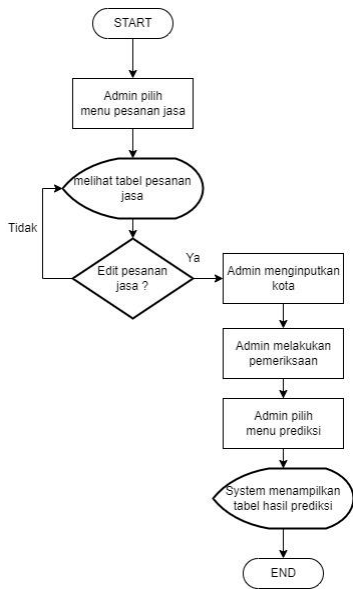 START
Admin pilih
menu pesanan jasa
melihat tabel pesanan
jasa
Tidak
Edit pesanan
jasa ?
Ya
Admin menginputkan
kota
Admin melakukan
pemeriksaan
Admin pilih
menu prediksi
System menampilkan
tabel hasil prediksi
END